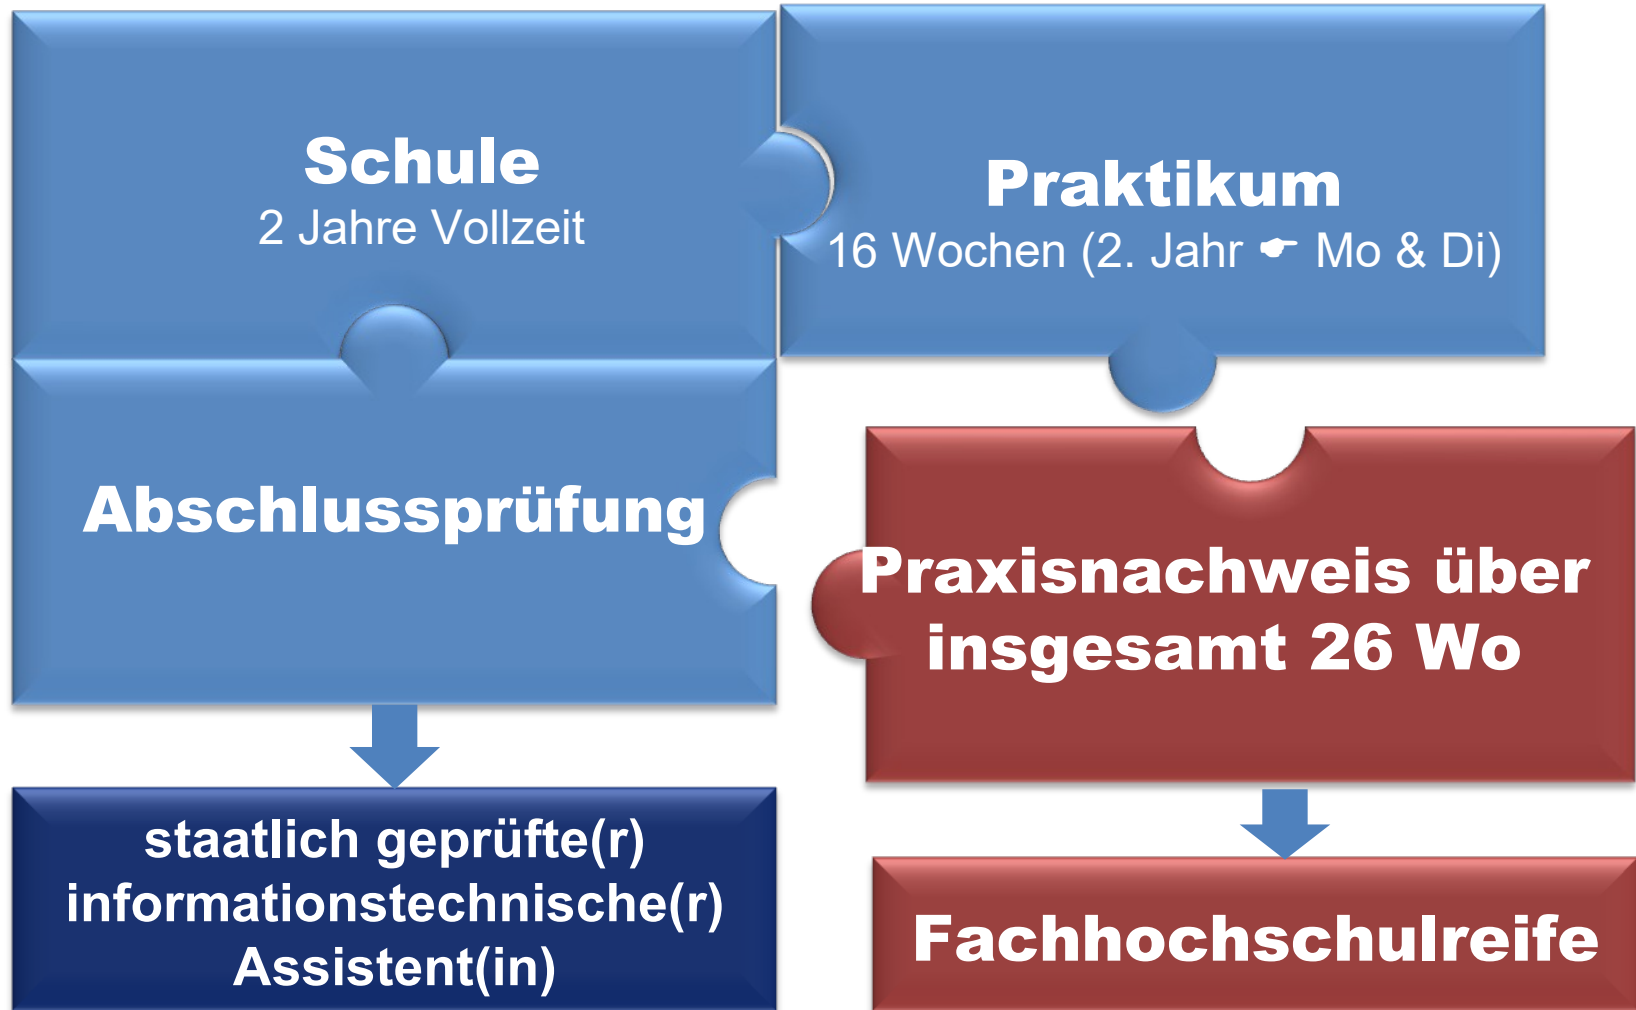 Schule
2 Jahre Vollzeit
Praktikum
16 Wochen (2. Jahr ☛ Mo & Di)
Abschlussprüfung
Praxisnachweis über
insgesamt 26 Wo
staatlich geprüfte(r)
informationstechnische(r)
Assistent(in)
Fachhochschulreife